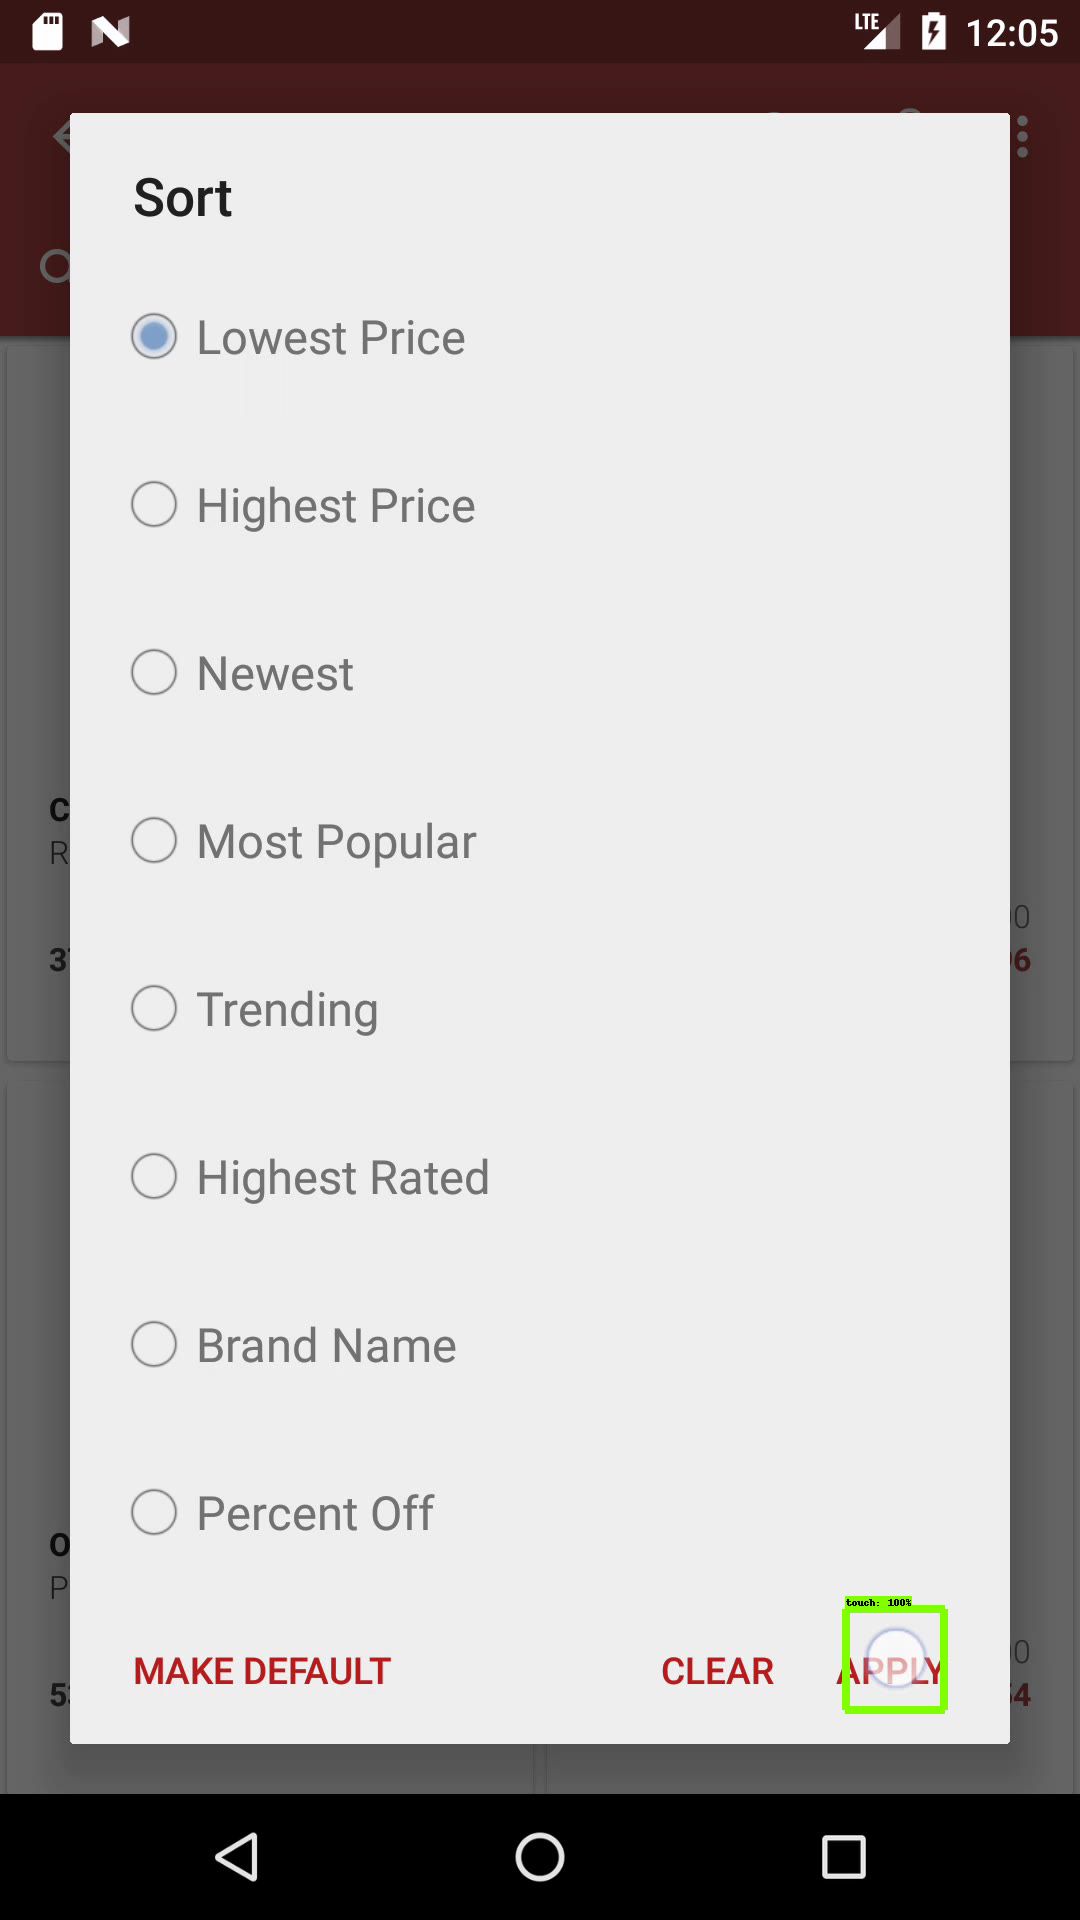 LTE 12:05
Sort
Lowest Price
Highest Price
Newest
Most Popular
Trending
Highest Rated
Brand Name
Percent Off
touch: 100%
MAKE DEFAULT CLEAR APPLY